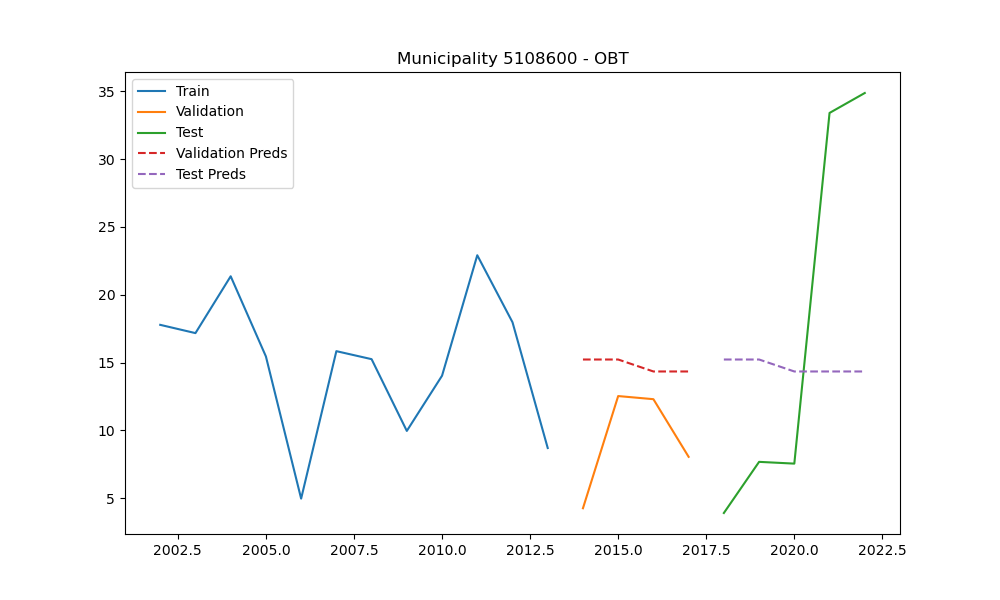 Municipality 5108600 - OBT
Train
Validation
Test
Validation Preds
Test Preds
35
30
25
20
15
10
5
2002.5 2005.0 2007.5 2010.0 2012.5 2015.0 2017.5 2020.0 2022.5